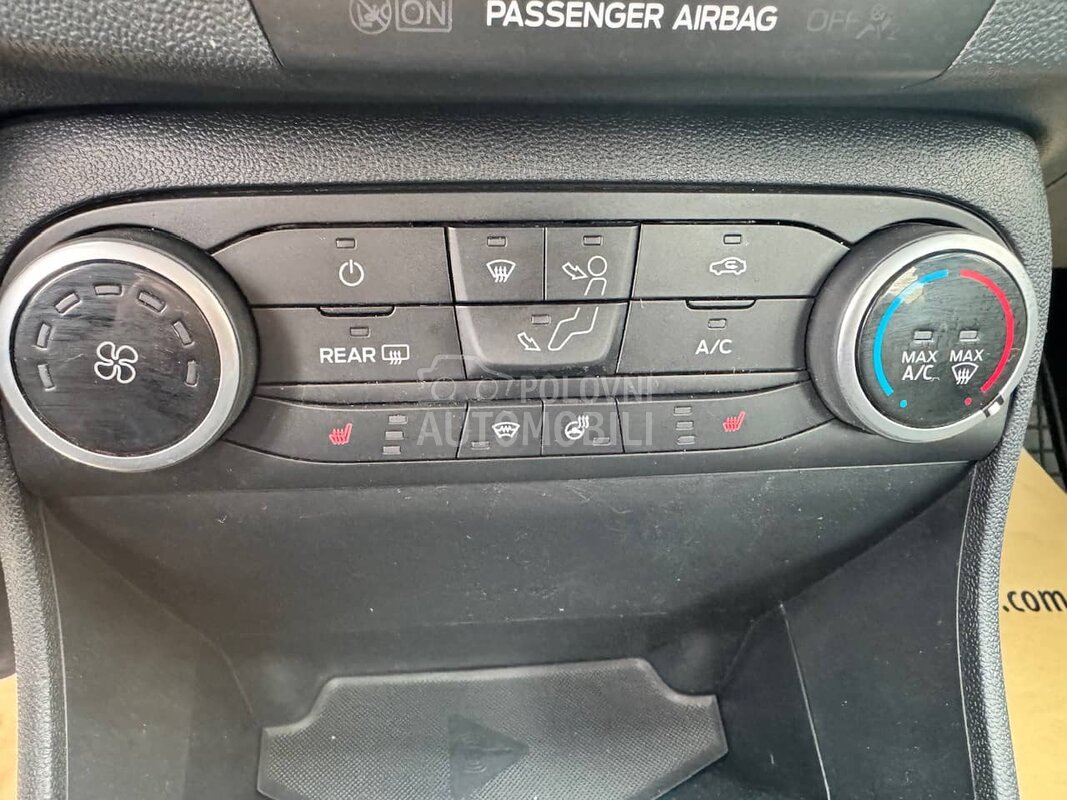 ON PASSENGER AIRBAG OFF
REAR
A/C
MAX A/C
MAX
POLOVNI
AUTOMOBILI
.com